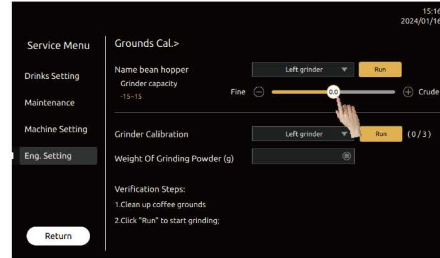 15:16
2024/01/16
Service Menu
Grounds Cal.>
Drinks Setting
Maintenance
Machine Setting
Eng. Setting
Return
Name bean hopper
Left grinder
Run
Grinder capacity
-15~15
Fine
0.0
Crude
Grinder Calibration
Left grinder
Run
(0/3)
Weight Of Grinding Powder (g)
Verification Steps:
1.Clean up coffee grounds
2.Click "Run" to start grinding;